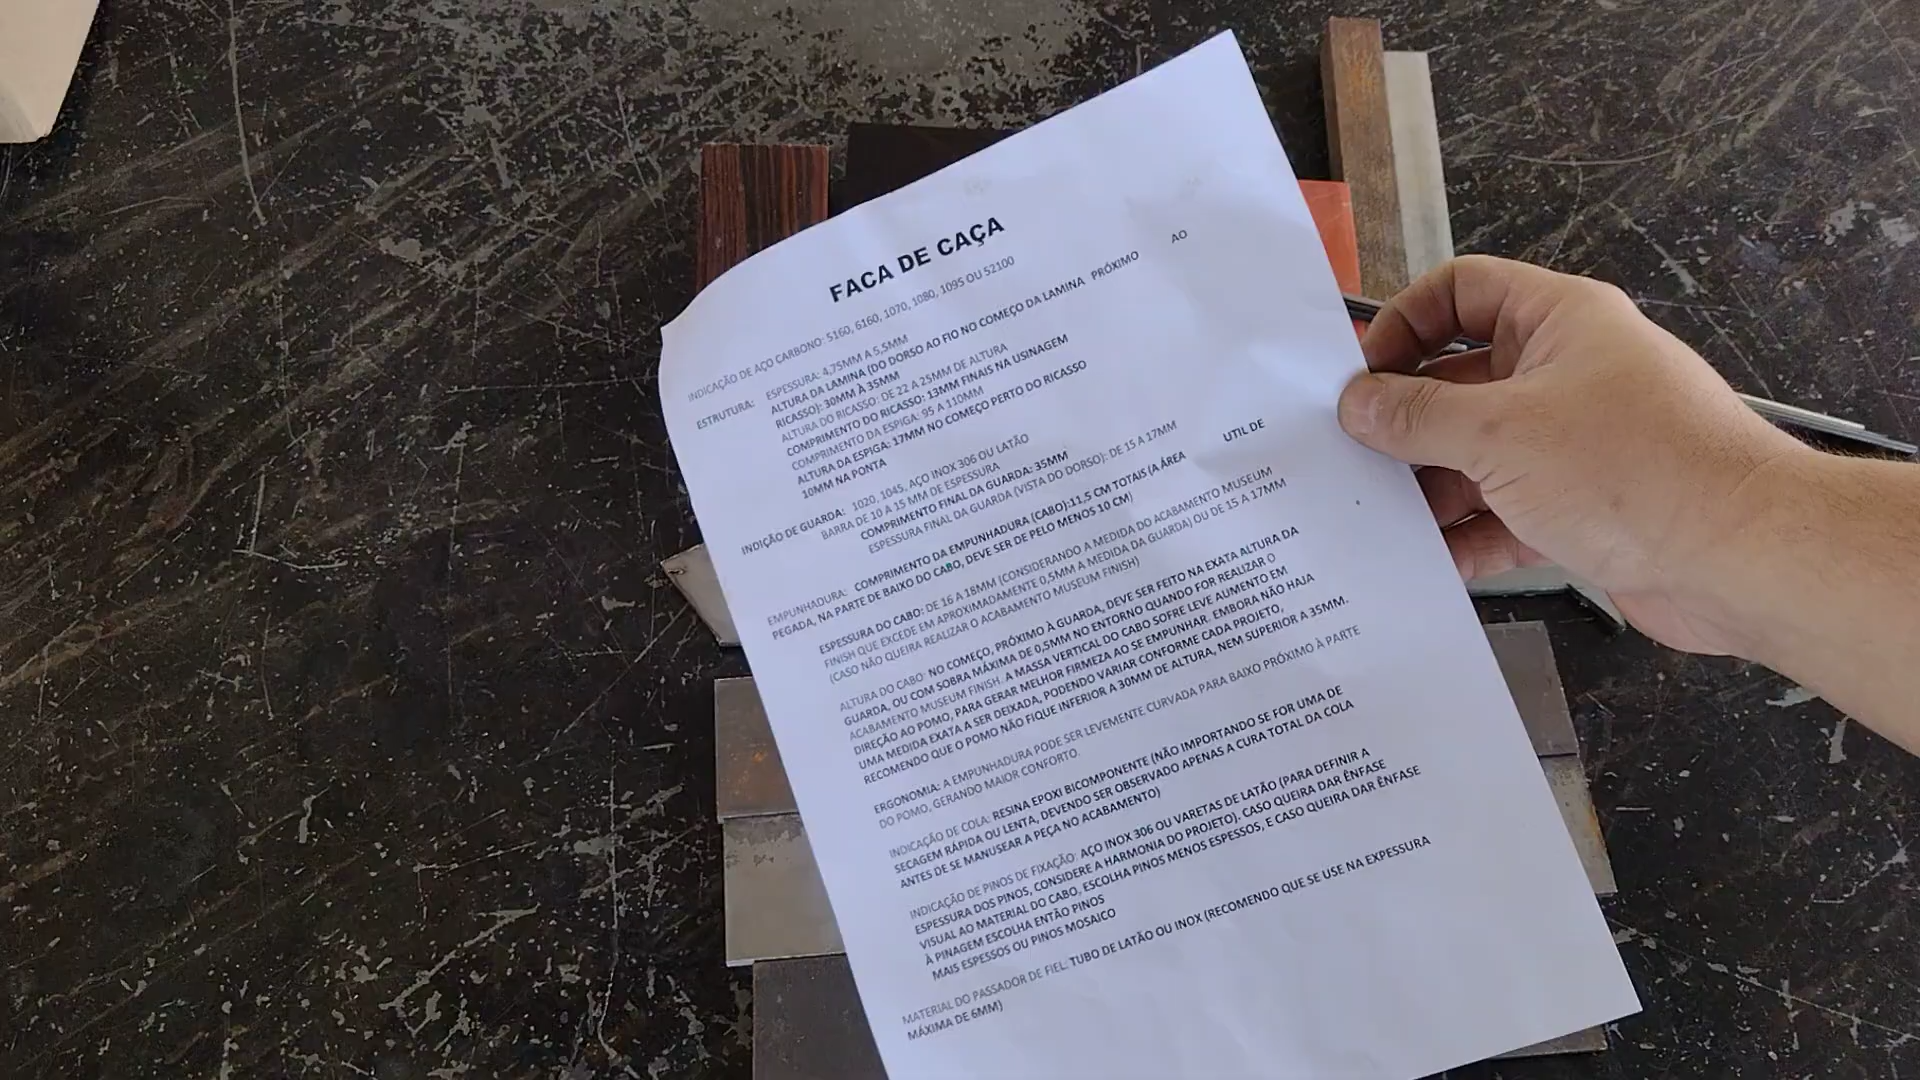 FACA DE CAÇA
INDICAÇÃO DE AÇO CARBONO: 5160, 6160, 1070, 1080, 1095 OU 52100
ESTRUTURA: ESPESSURA: 4,75MM A 5,5MM
ALTURA DA LAMINA (DO DORSO AO FIO NO COMEÇO DA LAMINA PRÓXIMO AO
RICASSO): 30MM À 35MM
ALTURA DO RICASSO: DE 22 A 25MM DE ALTURA
COMPRIMENTO DO RICASSO: 13MM FINAIS NA USINAGEM
COMPRIMENTO DA ESPIGA: 95 A 110MM
ALTURA DA ESPIGA: 17MM NO COMEÇO PERTO DO RICASSO
10MM NA PONTA
INDIÇÃO DE GUARDA: 1020, 1045, AÇO INOX 306 OU LATÃO
BARRA DE 10 A 15 MM DE ESPESSURA
COMPRIMENTO FINAL DA GUARDA: 35MM
ESPESSURA FINAL DA GUARDA (VISTA DO DORSO): DE 15 A 17MM
EMPUNHADURA: COMPRIMENTO DA EMPUNHADURA (CABO):11,5 CM TOTAIS (A ÁREA UTIL DE
PEGADA, NA PARTE DE BAIXO DO CABO, DEVE SER DE PELO MENOS 10 CM)
ESPESSURA DO CABO: DE 16 A 18MM (CONSIDERANDO A MEDIDA DO ACABAMENTO MUSEUM
FINISH QUE EXCEDE EM APROXIMADAMENTE 0,5MM A MEDIDA DA GUARDA) OU DE 15 A 17MM
(CASO NÃO QUEIRA REALIZAR O ACABAMENTO MUSEUM FINISH)
ALTURA DO CABO: NO COMEÇO, PRÓXIMO À GUARDA, DEVE SER FEITO NA EXATA ALTURA DA
GUARDA, OU COM SOBRA MÁXIMA DE 0,5MM NO ENTORNO QUANDO FOR REALIZAR O
ACABAMENTO MUSEUM FINISH. A MASSA VERTICAL DO CABO SOFRE LEVE AUMENTO EM
DIREÇÃO AO POMO, PARA GERAR MELHOR FIRMEZA AO SE EMPUNHAR. EMBORA NÃO HAJA
UMA MEDIDA EXATA A SER DEIXADA, PODENDO VARIAR CONFORME CADA PROJETO,
RECOMENDO QUE O POMO NÃO FIQUE INFERIOR A 30MM DE ALTURA, NEM SUPERIOR A 35MM.
ERGONOMIA: A EMPUNHADURA PODE SER LEVEMENTE CURVADA PARA BAIXO PRÓXIMO À PARTE
DO POMO, GERANDO MAIOR CONFORTO.
INDICAÇÃO DE COLA: RESINA EPOXI BICOMPONENTE (NÃO IMPORTANDO SE FOR UMA DE
SECAGEM RÁPIDA OU LENTA, DEVENDO SER OBSERVADO APENAS A CURA TOTAL DA COLA
ANTES DE SE MANUSEAR A PEÇA NO ACABAMENTO)
INDICAÇÃO DE PINOS DE FIXAÇÃO: AÇO INOX 306 OU VARETAS DE LATÃO (PARA DEFINIR A
ESPESSURA DOS PINOS, CONSIDERE A HARMONIA DO PROJETO). CASO QUEIRA DAR ÊNFASE
VISUAL AO MATERIAL DO CABO, ESCOLHA PINOS MENOS ESPESSOS, E CASO QUEIRA DAR ÊNFASE
À PINAGEM ESCOLHA ENTÃO PINOS
MAIS ESPESSOS OU PINOS MOSAICO
MATERIAL DO PASSADOR DE FIEL: TUBO DE LATÃO OU INOX (RECOMENDO QUE SE USE NA EXPESSURA
MÁXIMA DE 6MM)